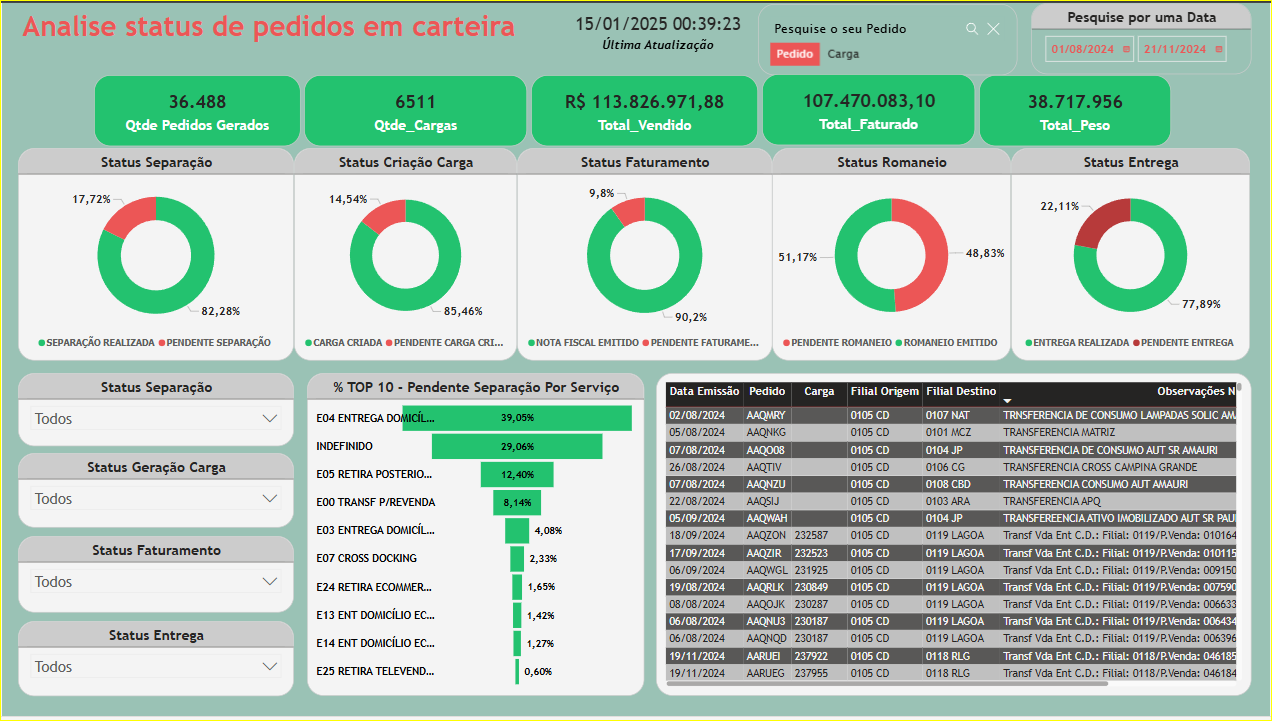 Analise status de pedidos em carteira
15/01/2025 00:39:23
Última Atualização
Pesquise o seu Pedido
Pedido Carga
Pesquise por uma Data
01/08/2024 21/11/2024
36.488
Qtde Pedidos Gerados
6511
Qtde_Cargas
R$ 113.826.971,88
Total_Vendido
107.470.083,10
Total_Faturado
38.717.956
Total_Peso
Status Separação
17,72%
82,28%
SEPARAÇÃO REALIZADA PENDENTE SEPARAÇÃO
Status Criação Carga
14,54%
85,46%
CARGA CRIADA PENDENTE CARGA CRI...
Status Faturamento
9,8%
90,2%
NOTA FISCAL EMITIDO PENDENTE FATURAME...
Status Romaneio
51,17%
48,83%
PENDENTE ROMANEIO ROMANEIO EMITIDO
Status Entrega
22,11%
77,89%
ENTREGA REALIZADA PENDENTE ENTREGA
Status Separação
Todos
Status Geração Carga
Todos
Status Faturamento
Todos
Status Entrega
Todos
% TOP 10 - Pendente Separação Por Serviço
E04 ENTREGA DOMICÍL... 39,05%
INDEFINIDO 29,06%
E05 RETIRA POSTERIO... 12,40%
E00 TRANSF P/REVENDA 8,14%
E03 ENTREGA DOMICÍL... 4,08%
E07 CROSS DOCKING 2,33%
E24 RETIRA ECOMMER... 1,65%
E13 ENT DOMICÍLIO EC... 1,42%
E14 ENT DOMICÍLIO EC... 1,27%
E25 RETIRA TELEVEND... 0,60%
Data Emissão Pedido Carga Filial Origem Filial Destino Observações N
02/08/2024 AAQMRY 0105 CD 0107 NAT TRNSFERENCIA DE CONSUMO LAMPADAS SOLIC AM
05/08/2024 AAQNKG 0105 CD 0101 MCZ TRANSFERENCIA MATRIZ
07/08/2024 AAQO08 0105 CD 0104 JP TRANSFERENCIA DE CONSUMO AUT SR AMAURI
26/08/2024 AAQTIV 0105 CD 0106 CG TRANSFERENCIA CROSS CAMPINA GRANDE
07/08/2024 AAQNZU 0105 CD 0108 CBD TRANSFERENCIA CONSUMO AUT AMAURI
22/08/2024 AAQSIJ 0105 CD 0103 ARA TRANSFERENCIA APQ
05/09/2024 AAQWAH 0105 CD 0104 JP TRANSFEREENCIA ATIVO IMOBILIZADO AUT SR PAU
18/09/2024 AAQZON 232587 0105 CD 0119 LAGOA Transf Vda Ent C.D.: Filial: 0119/P.Venda: 010164
17/09/2024 AAQZIR 232523 0105 CD 0119 LAGOA Transf Vda Ent C.D.: Filial: 0119/P.Venda: 010115
06/09/2024 AAQWGL 231925 0105 CD 0119 LAGOA Transf Vda Ent C.D.: Filial: 0119/P.Venda: 009150
19/08/2024 AAQRLK 230849 0105 CD 0119 LAGOA Transf Vda Ent C.D.: Filial: 0119/P.Venda: 007590
08/08/2024 AAQOJK 230287 0105 CD 0119 LAGOA Transf Vda Ent C.D.: Filial: 0119/P.Venda: 006633
06/08/2024 AAQNU3 230187 0105 CD 0119 LAGOA Transf Vda Ent C.D.: Filial: 0119/P.Venda: 006434
06/08/2024 AAQNQD 230187 0105 CD 0119 LAGOA Transf Vda Ent C.D.: Filial: 0119/P.Venda: 006396
19/11/2024 AARUEI 237922 0105 CD 0118 RLG Transf Vda Ent C.D.: Filial: 0118/P.Venda: 046185
19/11/2024 AARUEG 237955 0105 CD 0118 RLG Transf Vda Ent C.D.: Filial: 0118/P.Venda: 046184